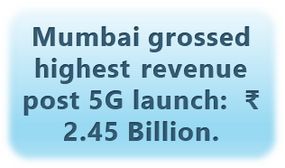 Mumbai grossed
highest revenue
post 5G launch: ₹
2.45 Billion.